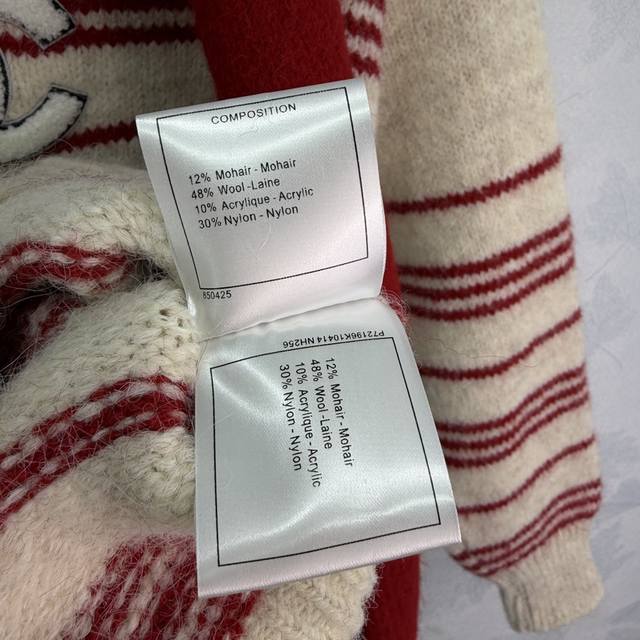 COMPOSITION
12% Mohair - Mohair
48% Wool - Laine
10% Acrylique - Acrylic
30% Nylon - Nylon
850425
P72196K10414 NH256
12% Mohair - Mohair
48% Wool - Laine
10% Acrylique - Acrylic
30% Nylon - Nylon